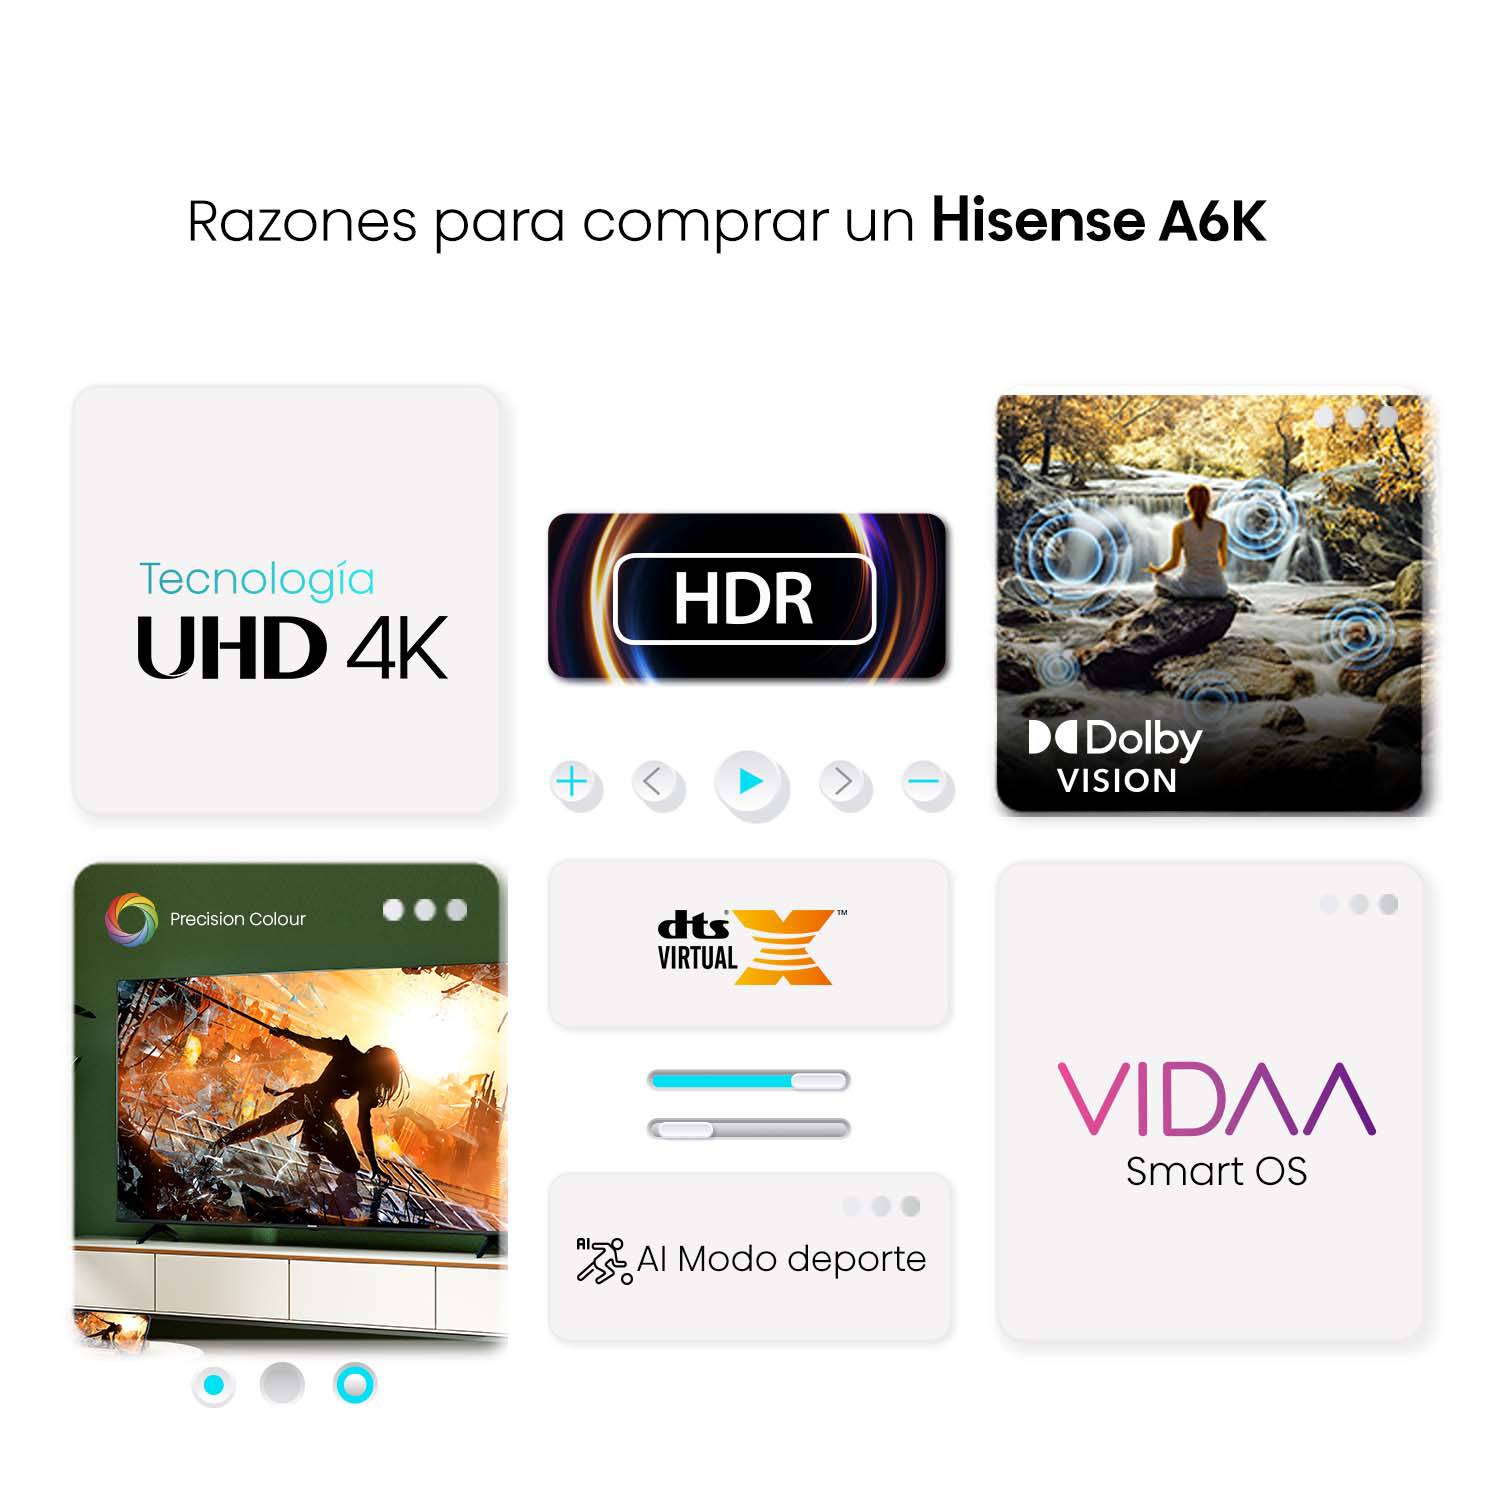 Razones para comprar un Hisense A6K
Tecnología
UHD 4K
HDR
Dolby
VISION
Precision Colour
dts®
VIRTUAL X™
VIDAA
Smart OS
AI
AI Modo deporte